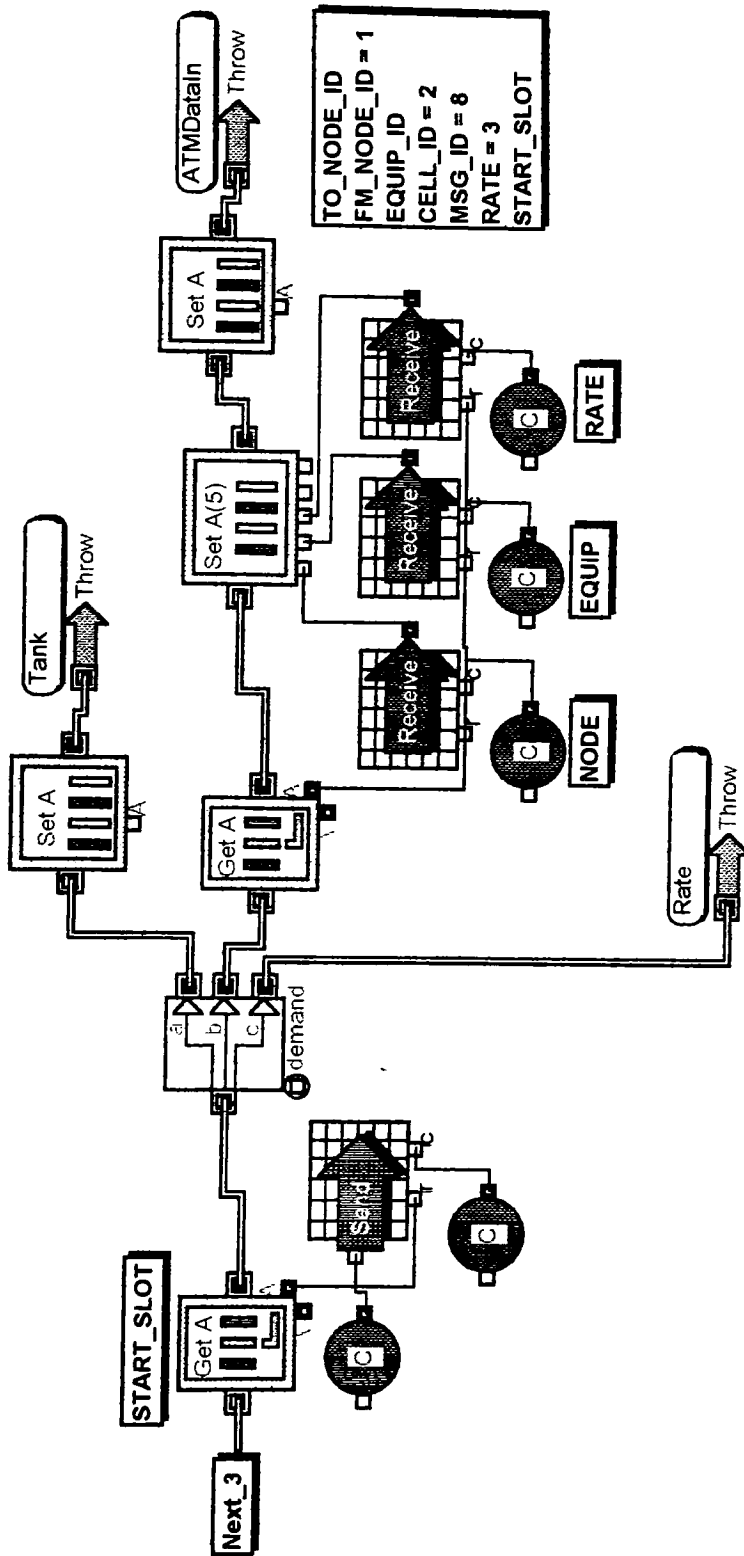 Next_3
START_SLOT
Get A
A
C
Send
r
c
C
a
b
c
demand
Set A
A
Tank
Throw
Get A
A
Set A(5)
Set A
A
ATMDataIn
Throw
Receive
r
c
C
NODE
Receive
r
c
C
EQUIP
Receive
r
c
C
RATE
Rate
Throw
TO_NODE_ID
FM_NODE_ID = 1
EQUIP_ID
CELL_ID = 2
MSG_ID = 8
RATE = 3
START_SLOT